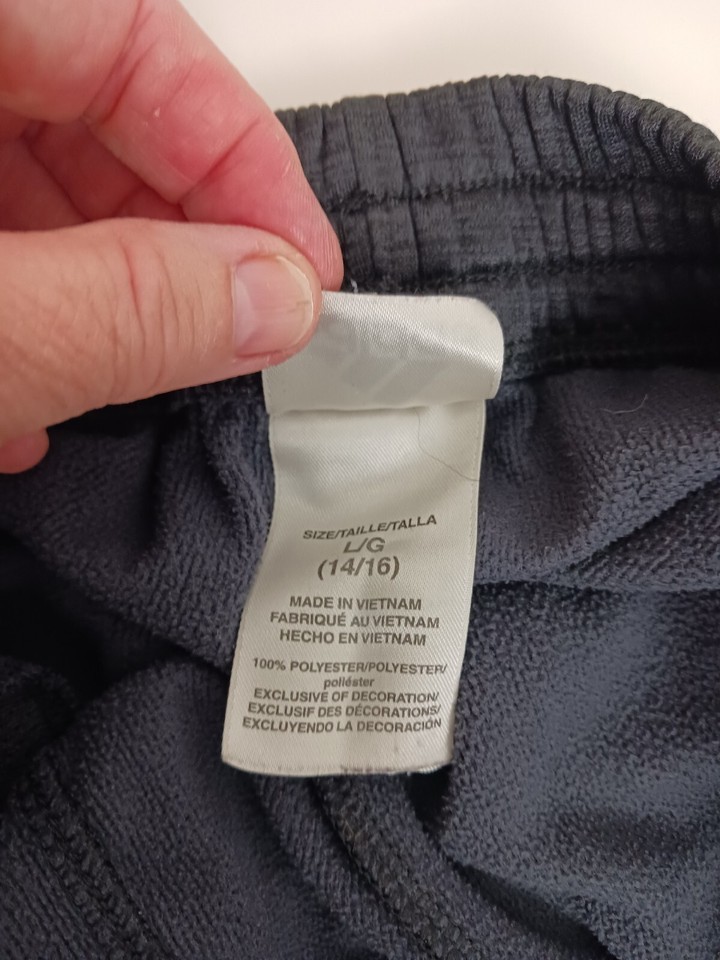 SIZE/TAILLE/TALLA
L/G
(14/16)
MADE IN VIETNAM
FABRIQUÉ AU VIETNAM
HECHO EN VIETNAM
100% POLYESTER/POLYESTER/
poliéster
EXCLUSIVE OF DECORATION/
EXCLUSIF DES DÉCORATIONS/
EXCLUYENDO LA DECORACIÓN